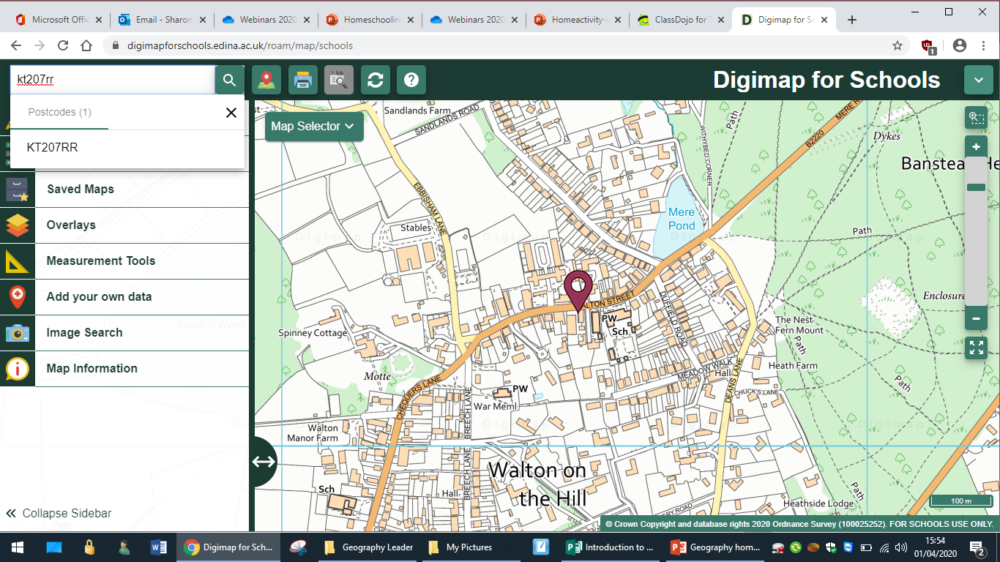 Microsoft Offic
Email - Sharon
Webinars 2020
Homeschoolin
Webinars 2020
Homeactivity-
ClassDojo for T
Digimap for Sc
digimapforschools.edina.ac.uk/roam/map/schools
kt207rr
Digimap for Schools
Postcodes (1)
KT207RR
Saved Maps
Overlays
Measurement Tools
Add your own data
Image Search
Map Information
Collapse Sidebar
Map Selector
Sandlands Farm
SANDLANDS ROAD
WITHYBED CORNER
Path
MERE R
B2220
Dykes
Banstead He
EBBISHAM LANE
Stables
Mere
Pond
Path
Enclosure
WALTON STREET
PW
Sch
DUFFIELD ROAD
The Nest
Fern Mount
Path
Spinney Cottage
Motte
CHEQUERS LANE
MEADOW WALK
Hall
Heath Farm
DEANS LANE
CHUCK'S LANE
Path
PW
War Meml
BREECH LANE
Walton
Manor Farm
Sandhill Wood
Digimap
Walton on
the Hill
BREECH LANE
Sch
Hall
Path
Heathside Lodge
100 m
© Crown Copyright and database rights 2020 Ordnance Survey (100025252). FOR SCHOOLS USE ONLY.
Digimap for Sch...
Geography Leader
My Pictures
Introduction to ...
Geography hom...
15:54
01/04/2020
2